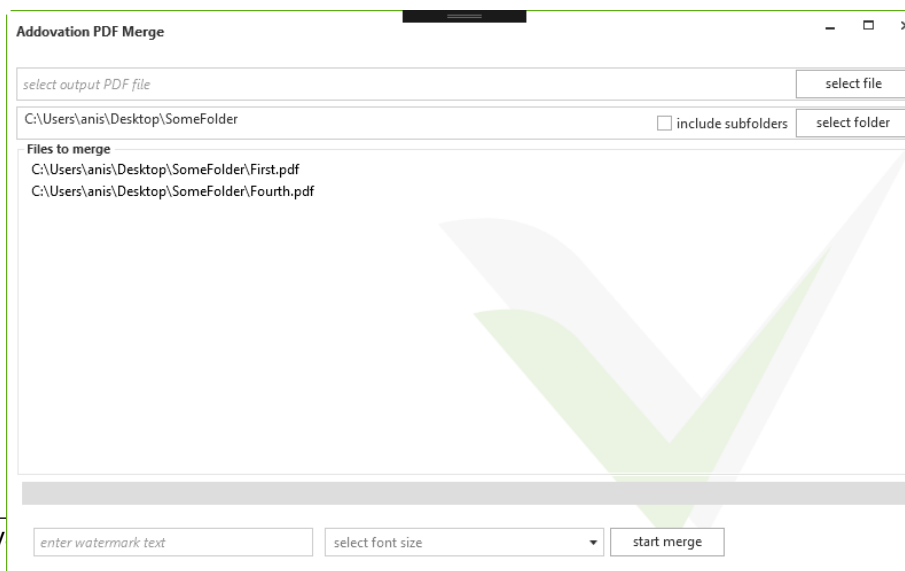 Addovation PDF Merge
select output PDF file
select file
C:\Users\anis\Desktop\SomeFolder
include subfolders
select folder
Files to merge
C:\Users\anis\Desktop\SomeFolder\First.pdf
C:\Users\anis\Desktop\SomeFolder\Fourth.pdf
enter watermark text
select font size
start merge